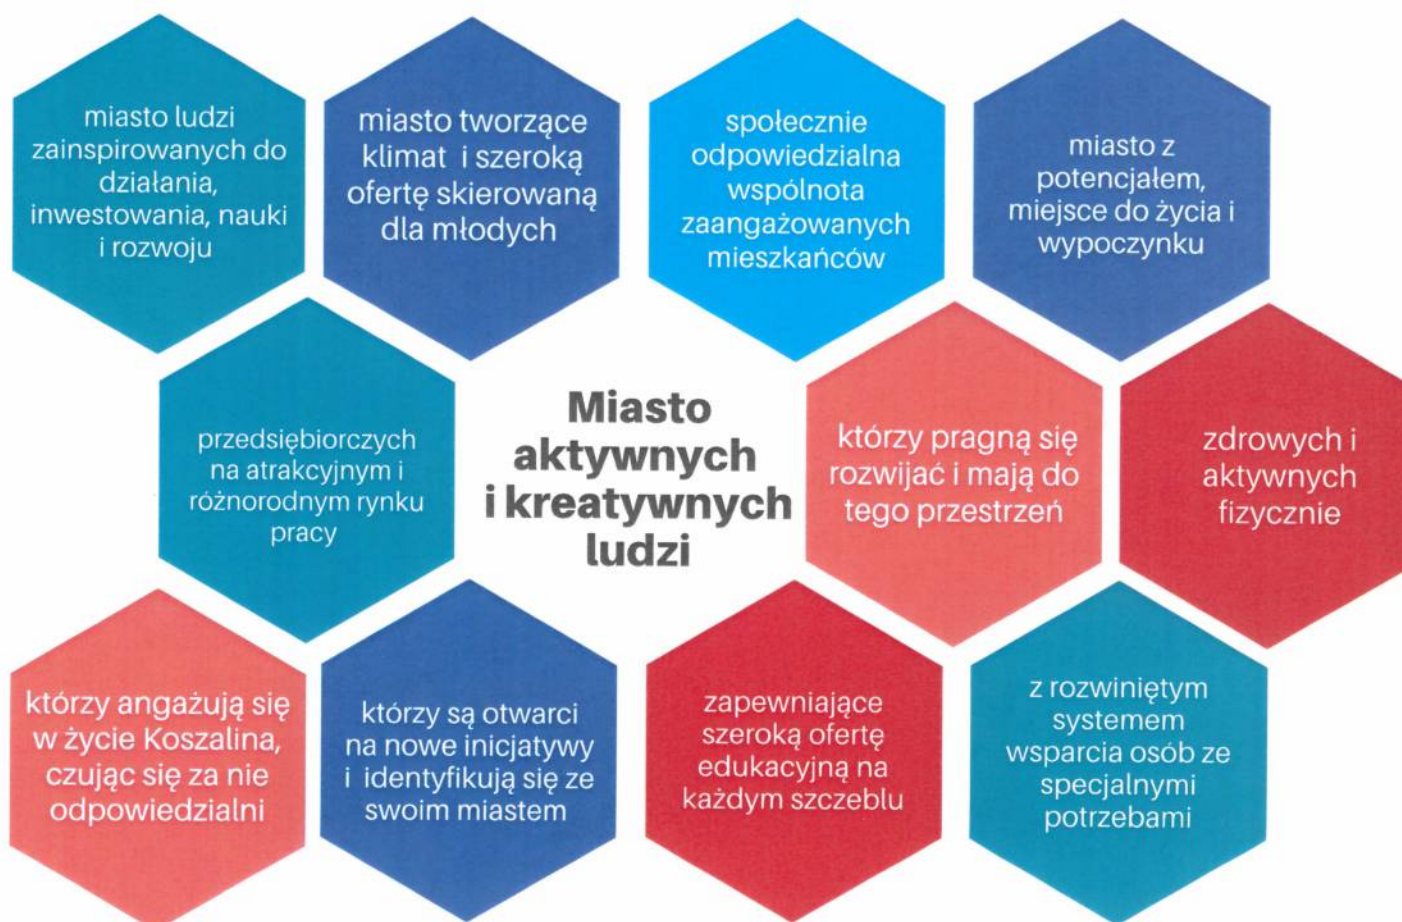 miasto ludzi
zainspirowanych do
działania,
inwestowania, nauki
i rozwoju
miasto tworzące
klimat i szeroką
ofertę skierowaną
dla młodych
społecznie
odpowiedzialna
wspólnota
zaangażowanych
mieszkańców
miasto z
potencjałem,
miejsce do życia i
wypoczynku
przedsiębiorczych
na atrakcyjnym i
różnorodnym rynku
pracy
Miasto
aktywnych
i kreatywnych
ludzi
którzy pragną się
rozwijać i mają do
tego przestrzeń
zdrowych i
aktywnych
fizycznie
którzy angażują się
w życie Koszalina,
czując się za nie
odpowiedzialni
którzy są otwarci
na nowe inicjatywy
i identyfikują się ze
swoim miastem
zapewniające
szeroką ofertę
edukacyjną na
każdym szczeblu
z rozwiniętym
systemem
wsparcia osób ze
specjalnymi
potrzebami